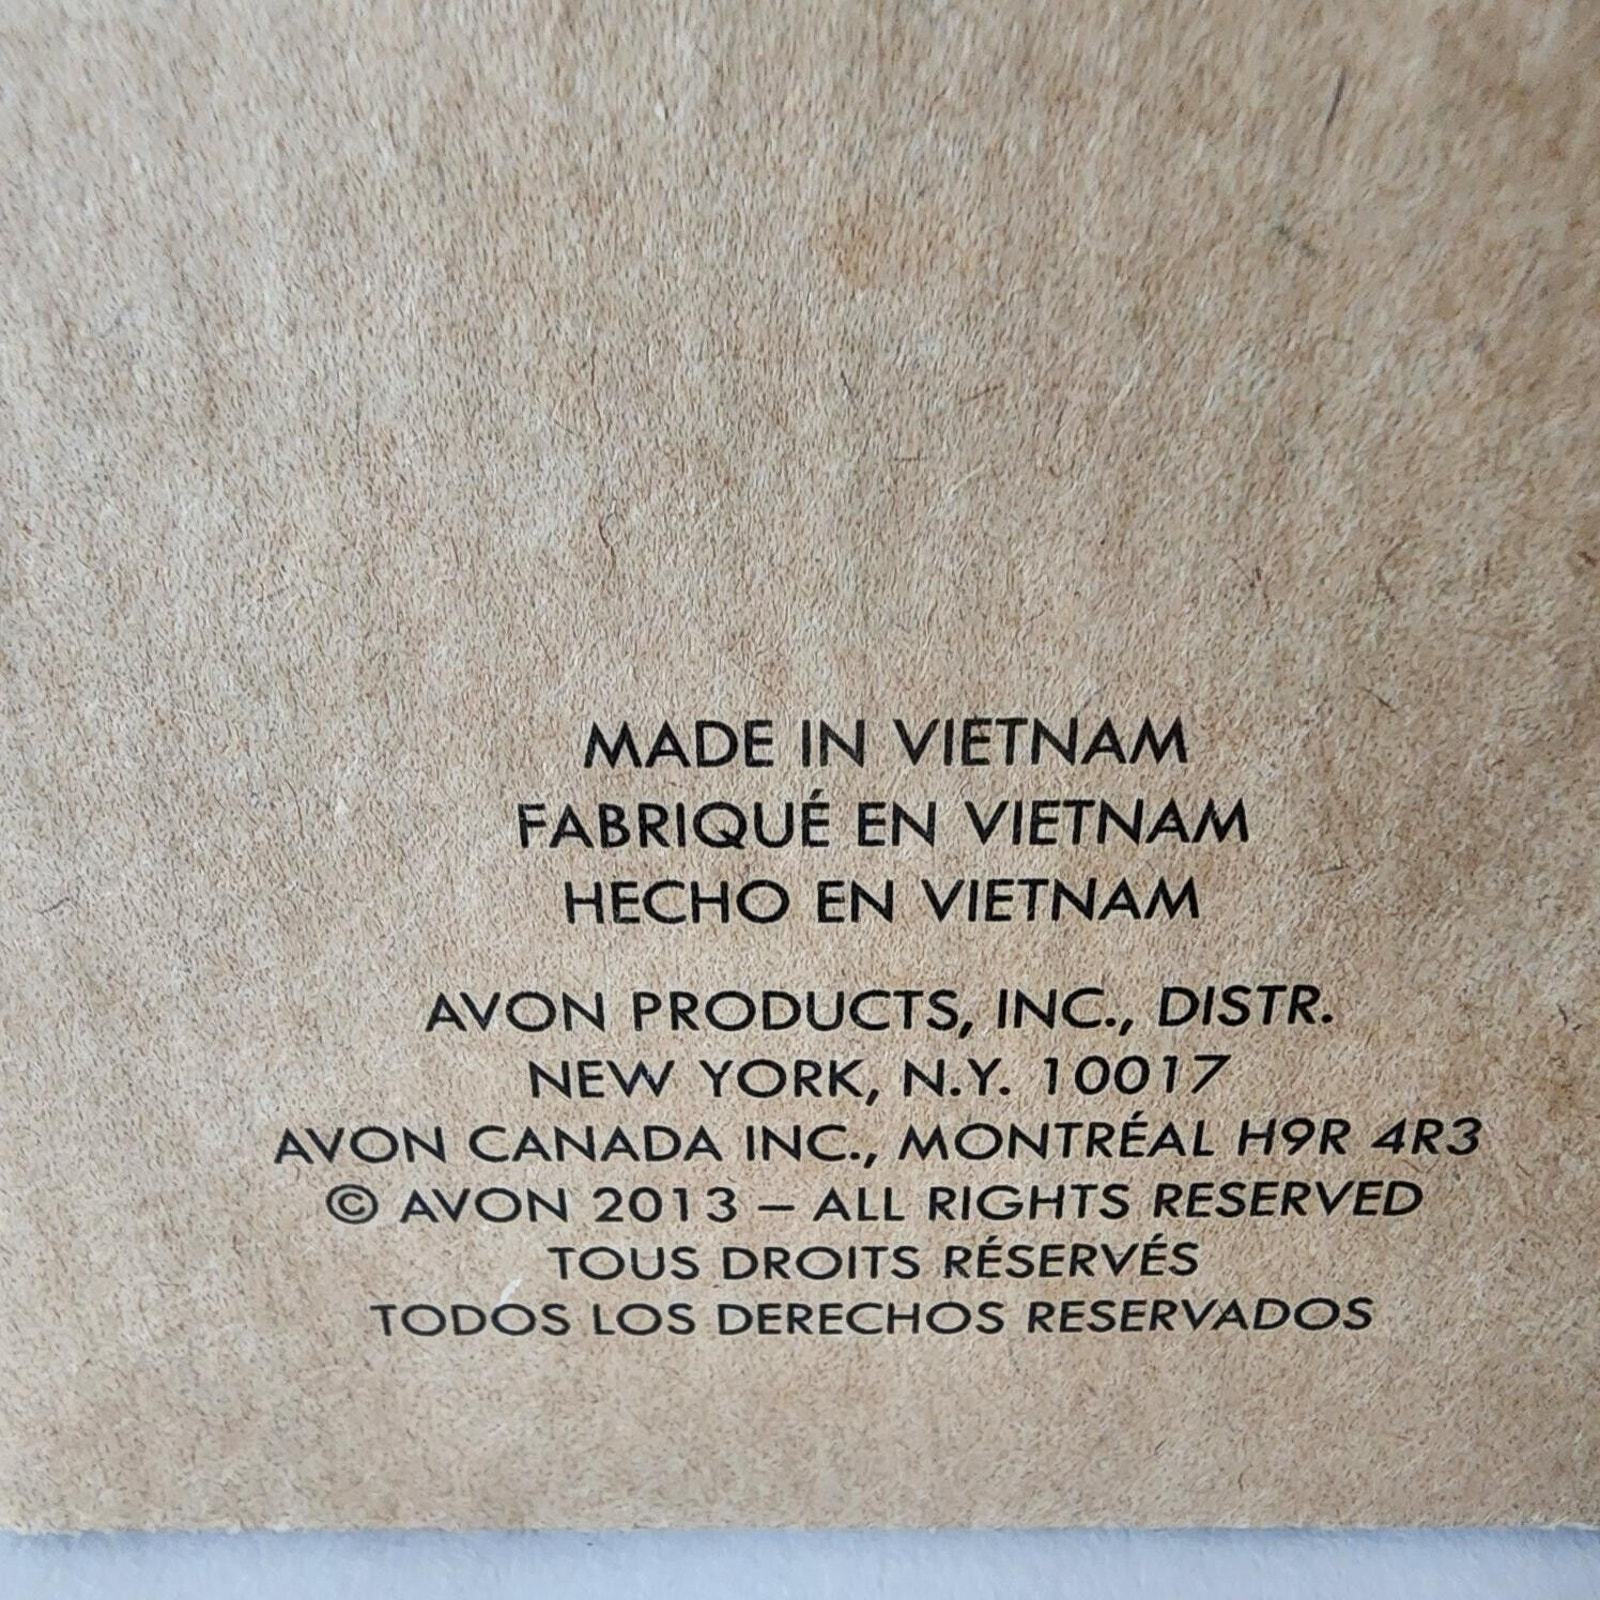 MADE IN VIETNAM
FABRIQUÉ EN VIETNAM
HECHO EN VIETNAM
AVON PRODUCTS, INC., DISTR.
NEW YORK, N.Y. 10017
AVON CANADA INC., MONTRÉAL H9R 4R3
© AVON 2013 – ALL RIGHTS RESERVED
TOUS DROITS RÉSERVÉS
TODOS LOS DERECHOS RESERVADOS